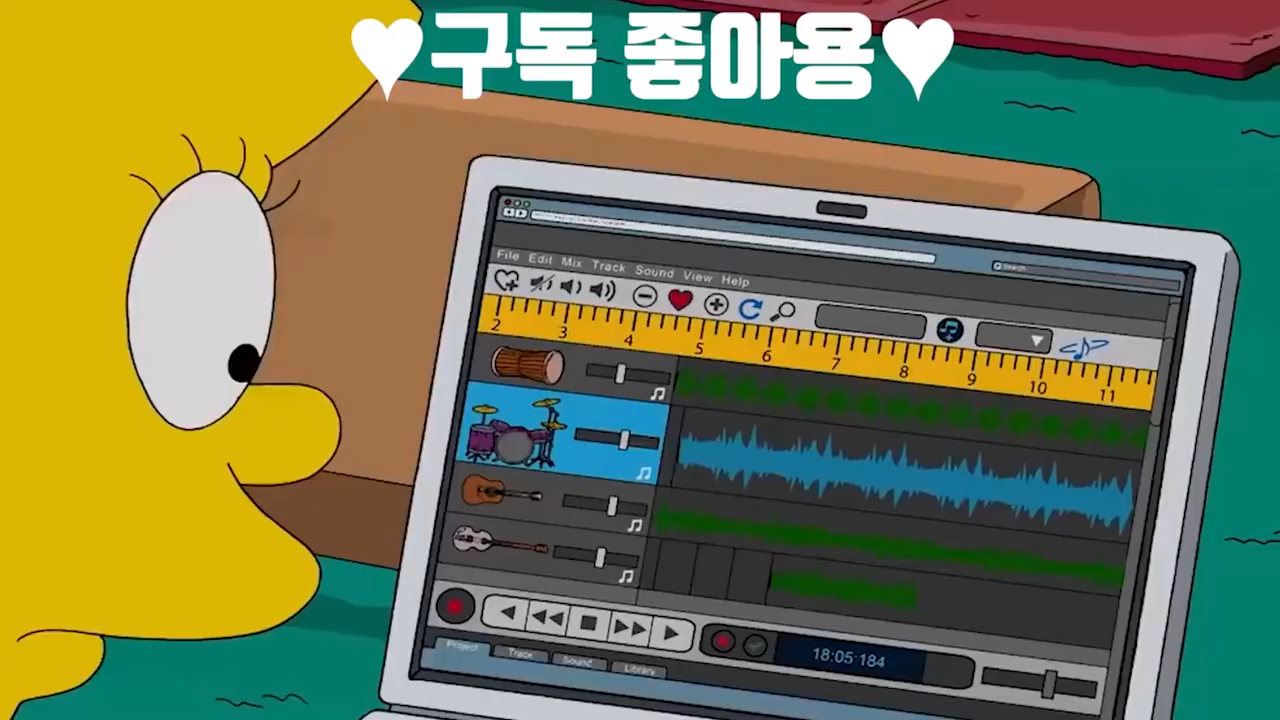 ♥구독 좋아용♥
Search
File Edit Mix Track Sound View Help
2 3 4 5 6 7 8 9 10 11
18:05:184
Project Track Sound Library